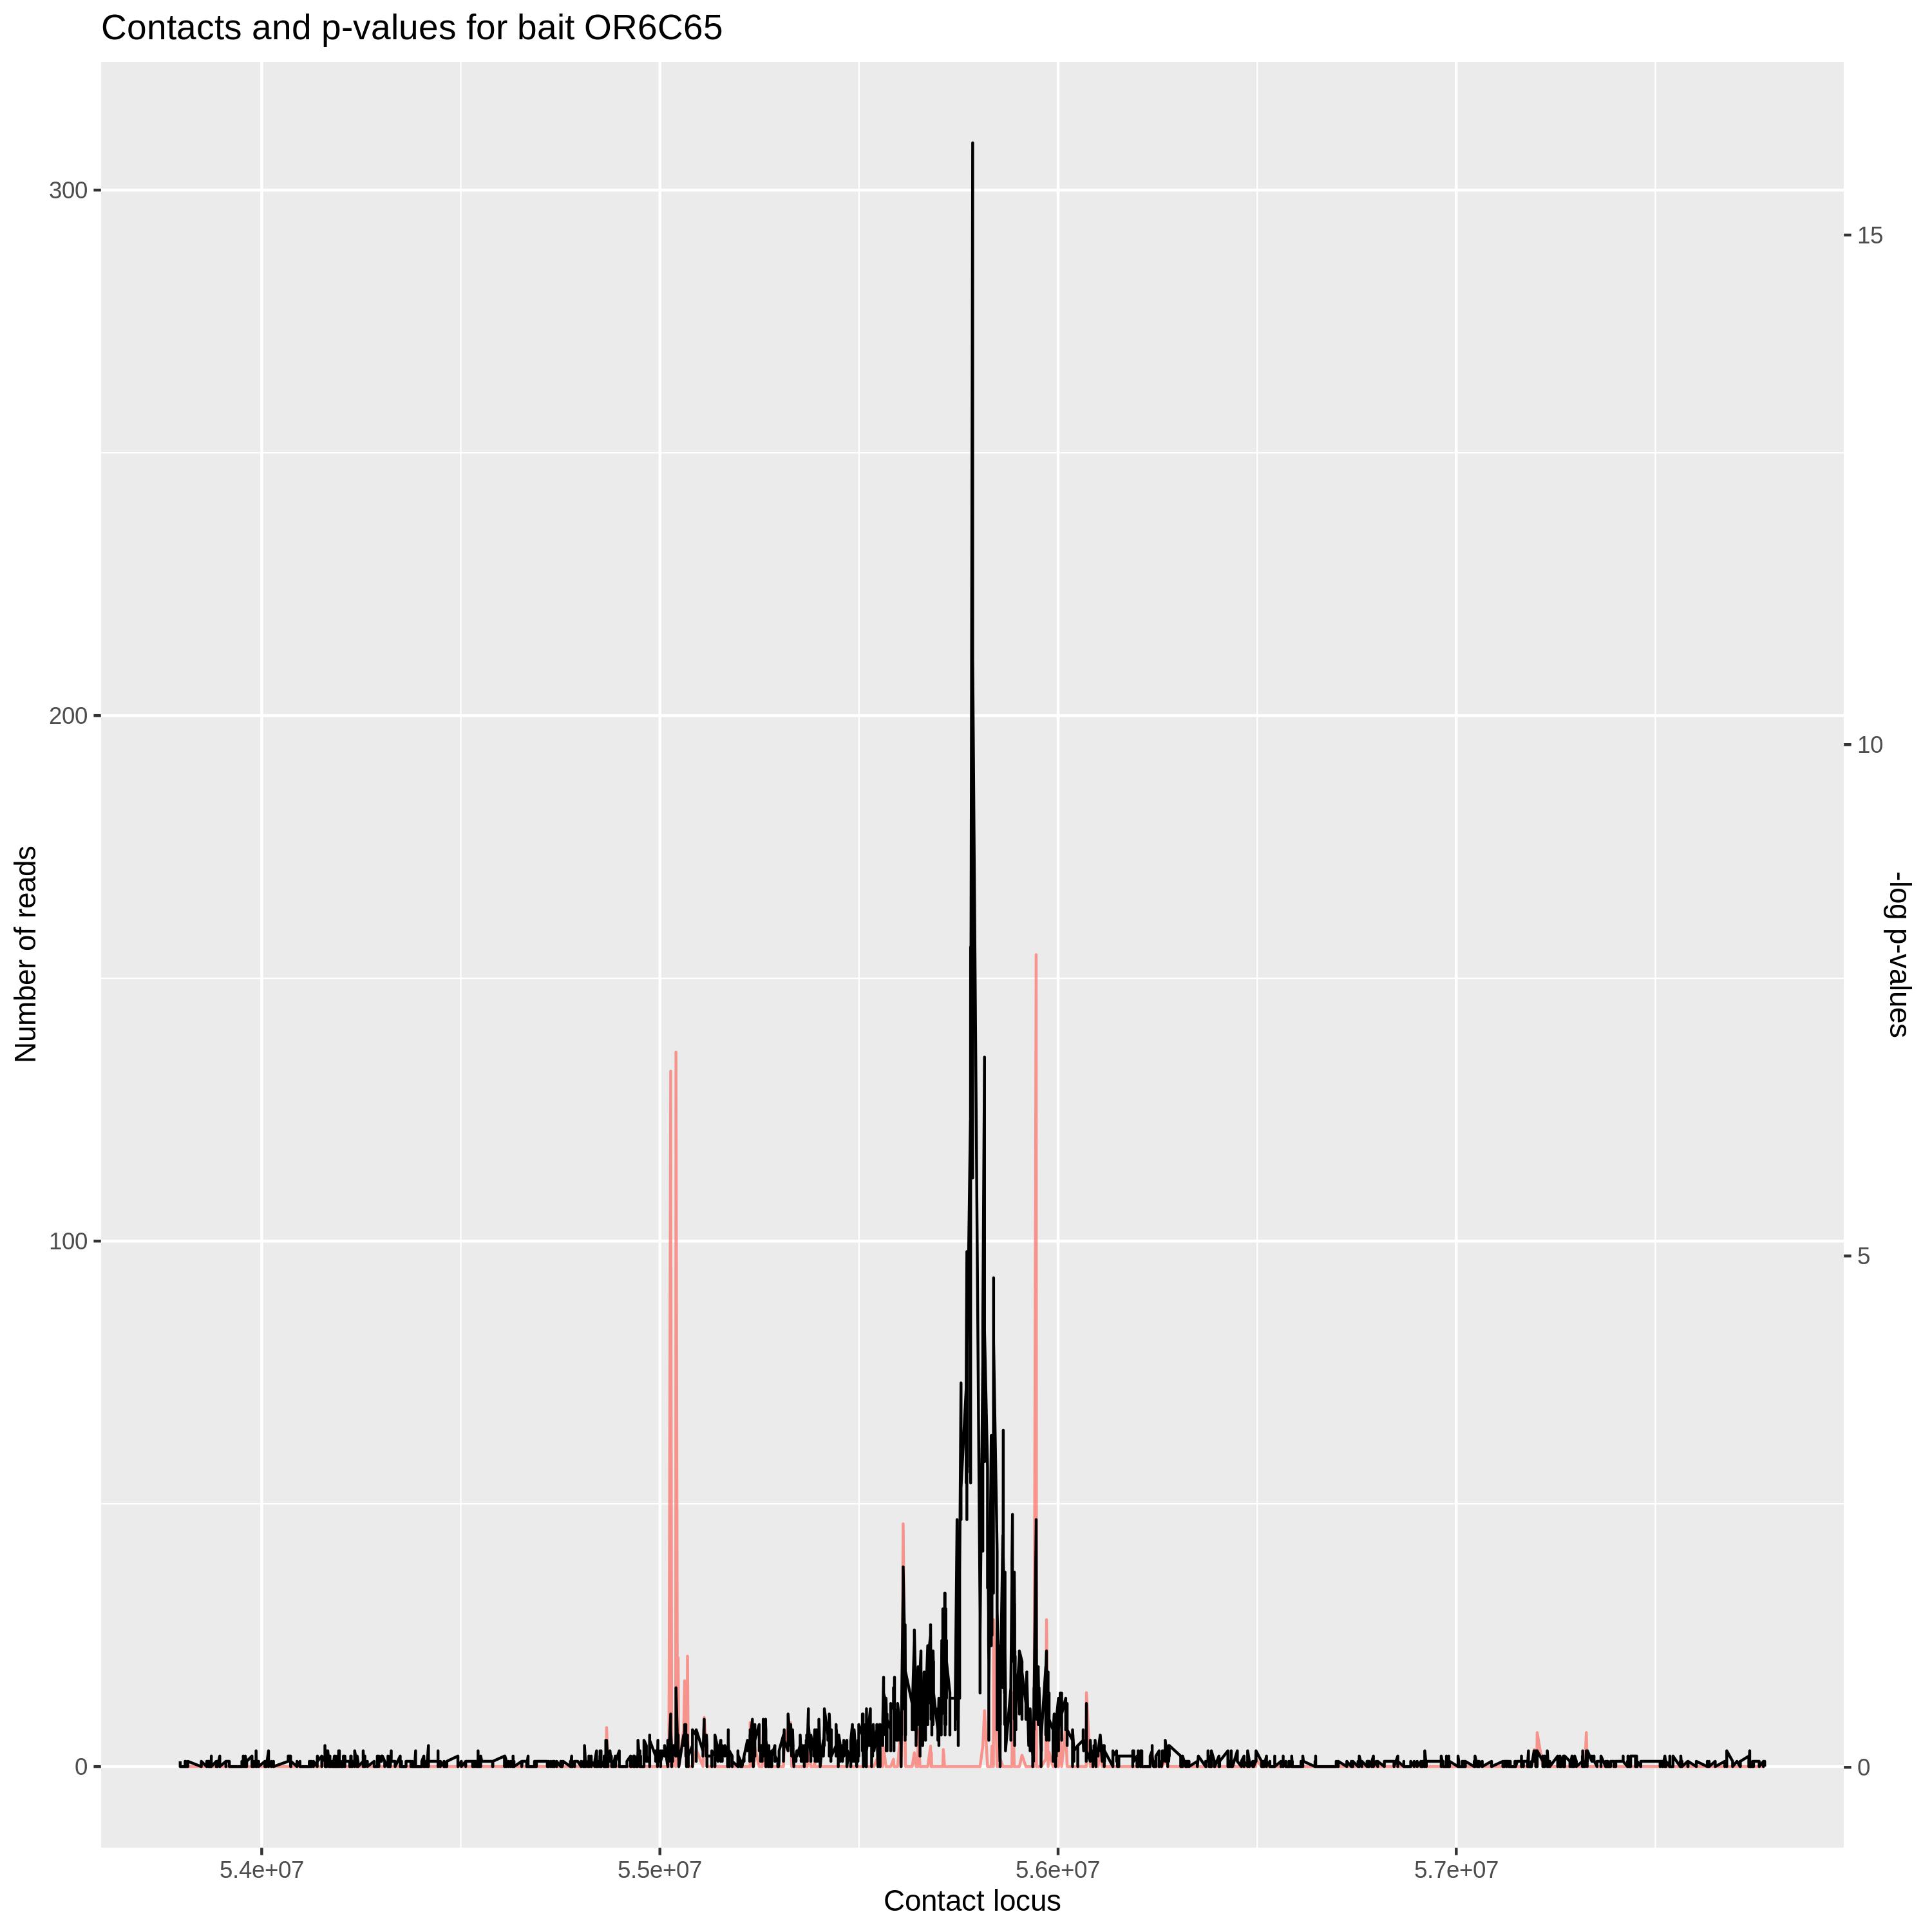 Contacts and p-values for bait OR6C65
300
200
100
0
Number of reads
15
10
5
0
-log p-values
5.4e+07
5.5e+07
5.6e+07
5.7e+07
Contact locus